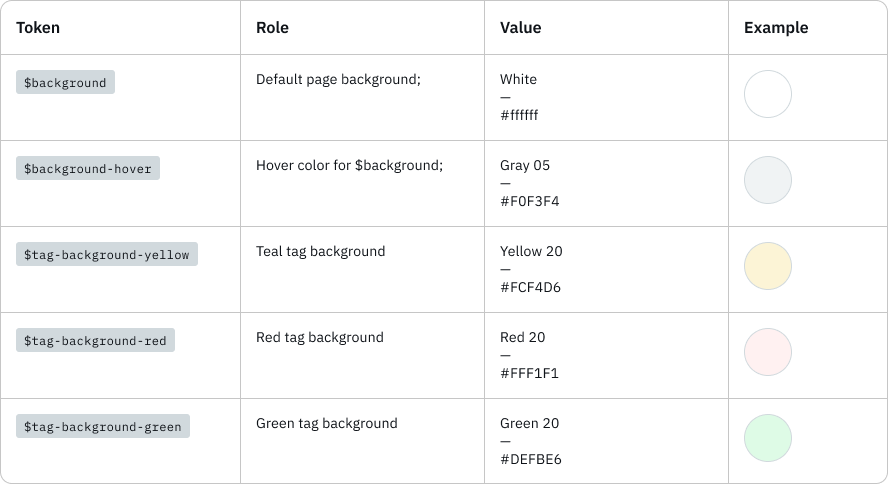 Token Role Value Example
$background Default page background; White
—
#ffffff
$background-hover Hover color for $background; Gray 05
—
#F0F3F4
$tag-background-yellow Teal tag background Yellow 20
—
#FCF4D6
$tag-background-red Red tag background Red 20
—
#FFF1F1
$tag-background-green Green tag background Green 20
—
#DEFBE6